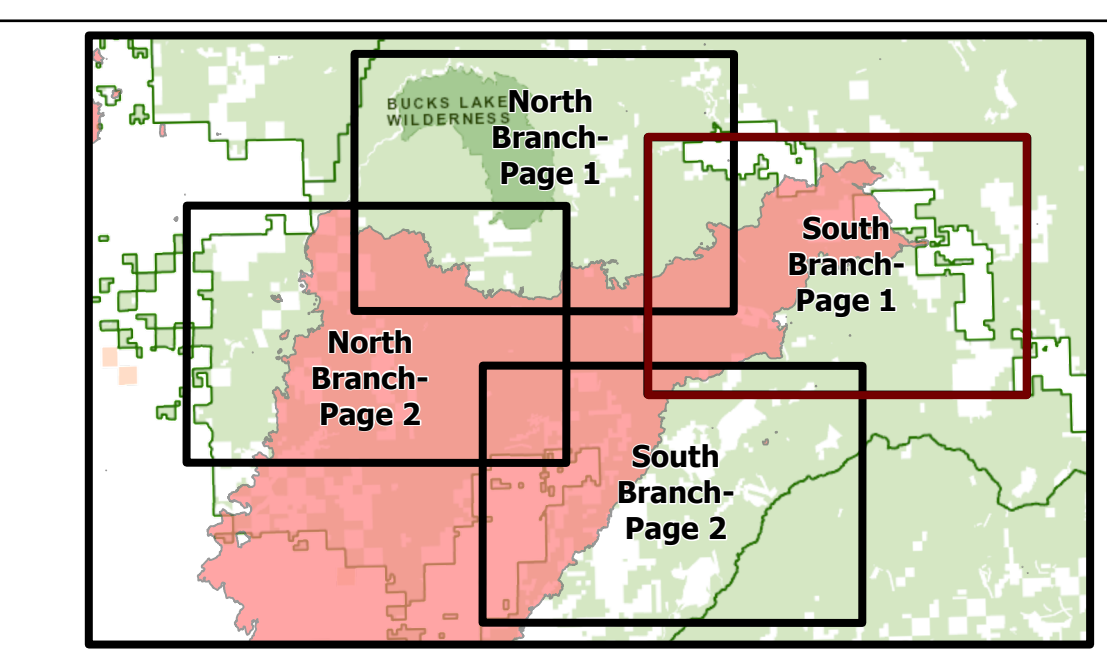 BUCKS LAKE
WILDERNESS
North
Branch-
Page 1
South
Branch-
Page 1
North
Branch-
Page 2
South
Branch-
Page 2